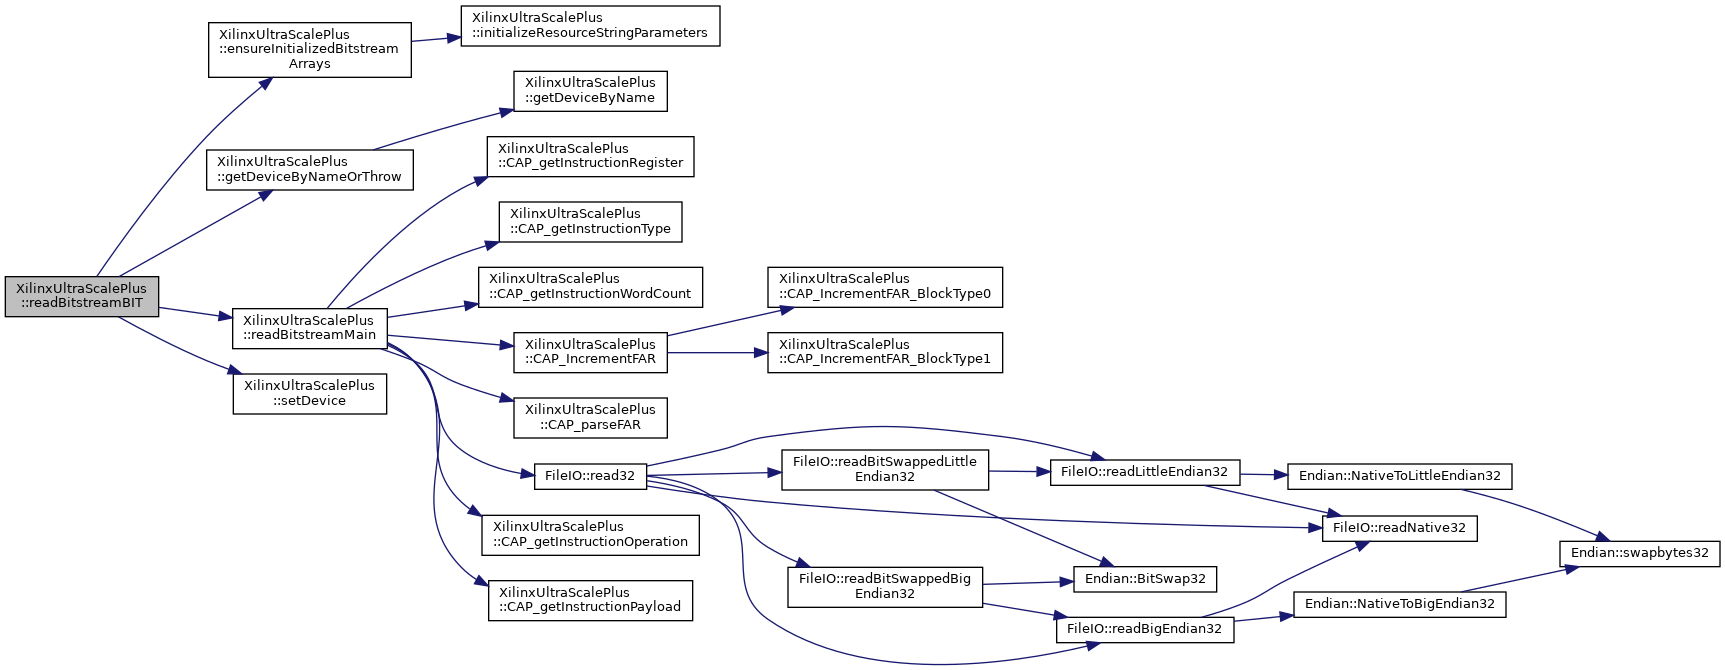 XilinxUltraScalePlus
::readBitstreamBIT
XilinxUltraScalePlus
::ensureInitializedBitstream
Arrays
XilinxUltraScalePlus
::initializeResourceStringParameters
XilinxUltraScalePlus
::getDeviceByNameOrThrow
XilinxUltraScalePlus
::getDeviceByName
XilinxUltraScalePlus
::readBitstreamMain
XilinxUltraScalePlus
::setDevice
XilinxUltraScalePlus
::CAP_getInstructionRegister
XilinxUltraScalePlus
::CAP_getInstructionType
XilinxUltraScalePlus
::CAP_getInstructionWordCount
XilinxUltraScalePlus
::CAP_IncrementFAR
XilinxUltraScalePlus
::CAP_IncrementFAR_BlockType0
XilinxUltraScalePlus
::CAP_IncrementFAR_BlockType1
XilinxUltraScalePlus
::CAP_parseFAR
FileIO::read32
XilinxUltraScalePlus
::CAP_getInstructionOperation
XilinxUltraScalePlus
::CAP_getInstructionPayload
FileIO::readBitSwappedLittle
Endian32
FileIO::readBitSwappedBig
Endian32
FileIO::readLittleEndian32
Endian::BitSwap32
FileIO::readBigEndian32
Endian::NativeToLittleEndian32
FileIO::readNative32
Endian::NativeToBigEndian32
Endian::swapbytes32